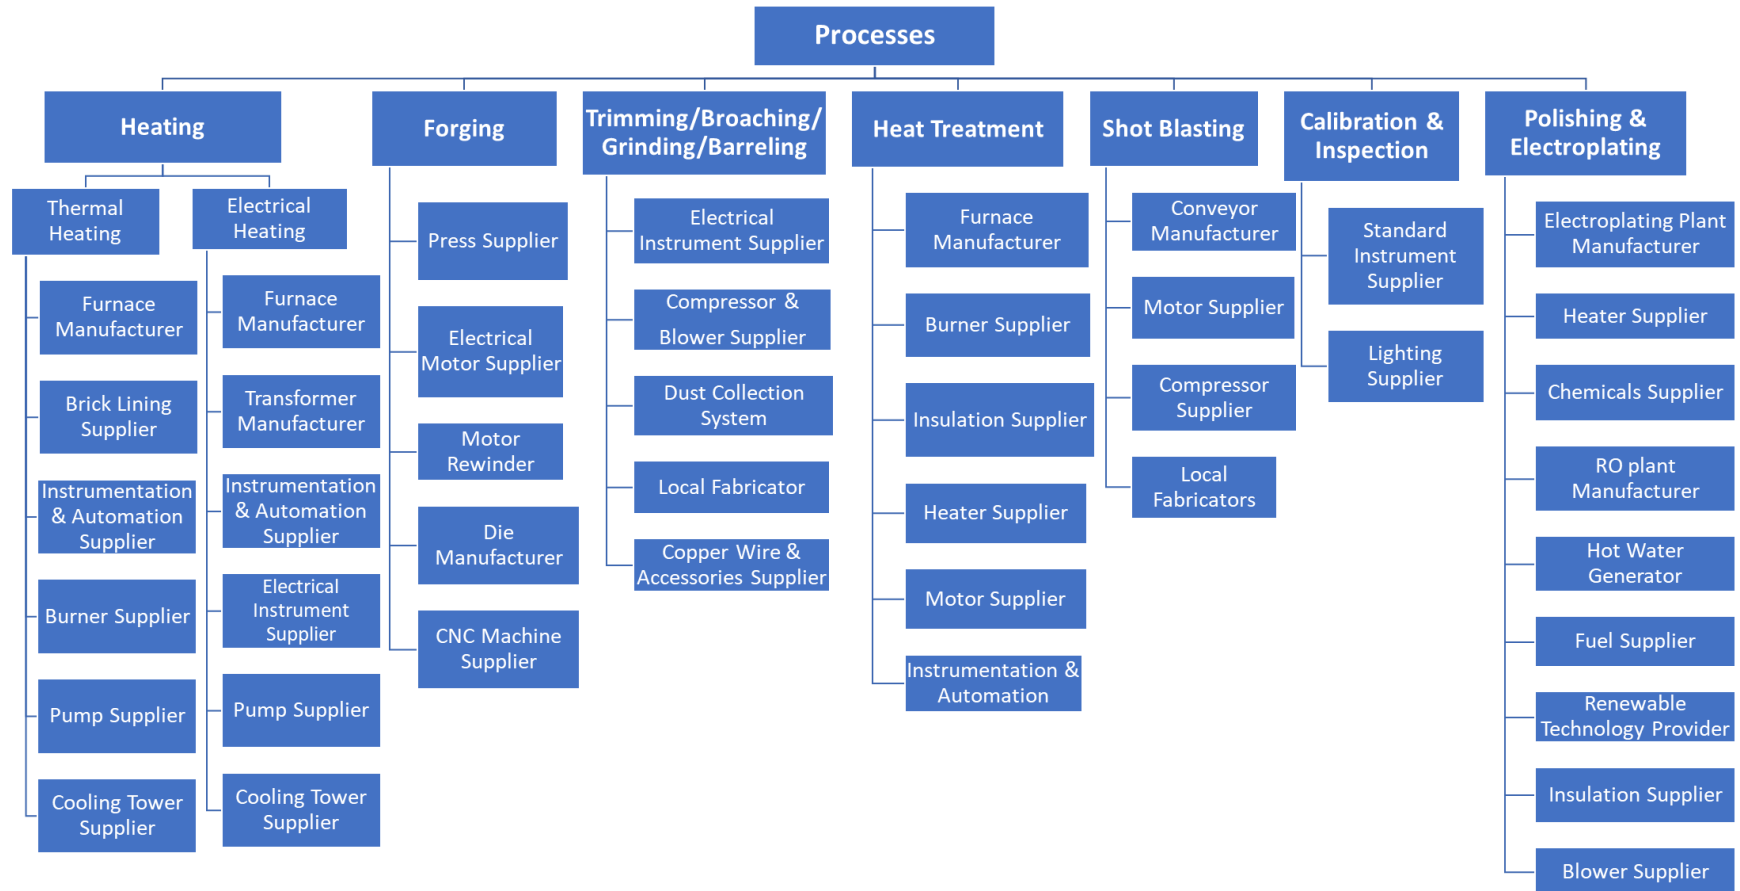 Processes
Heating
Thermal
Heating
Furnace
Manufacturer
Brick Lining
Supplier
Instrumentation
& Automation
Supplier
Burner Supplier
Pump Supplier
Cooling Tower
Supplier
Electrical
Heating
Furnace
Manufacturer
Transformer
Manufacturer
Instrumentation
& Automation
Supplier
Electrical
Instrument
Supplier
Pump Supplier
Cooling Tower
Supplier
Forging
Press Supplier
Electrical
Motor Supplier
Motor
Rewinder
Die
Manufacturer
CNC Machine
Supplier
Trimming/Broaching/
Grinding/Barreling
Electrical
Instrument Supplier
Compressor &
Blower Supplier
Dust Collection
System
Local Fabricator
Copper Wire &
Accessories Supplier
Heat Treatment
Furnace
Manufacturer
Burner Supplier
Insulation Supplier
Heater Supplier
Motor Supplier
Instrumentation &
Automation
Shot Blasting
Conveyor
Manufacturer
Motor Supplier
Compressor
Supplier
Local
Fabricators
Calibration &
Inspection
Standard
Instrument
Supplier
Lighting
Supplier
Polishing &
Electroplating
Electroplating Plant
Manufacturer
Heater Supplier
Chemicals Supplier
RO plant
Manufacturer
Hot Water
Generator
Fuel Supplier
Renewable
Technology Provider
Insulation Supplier
Blower Supplier